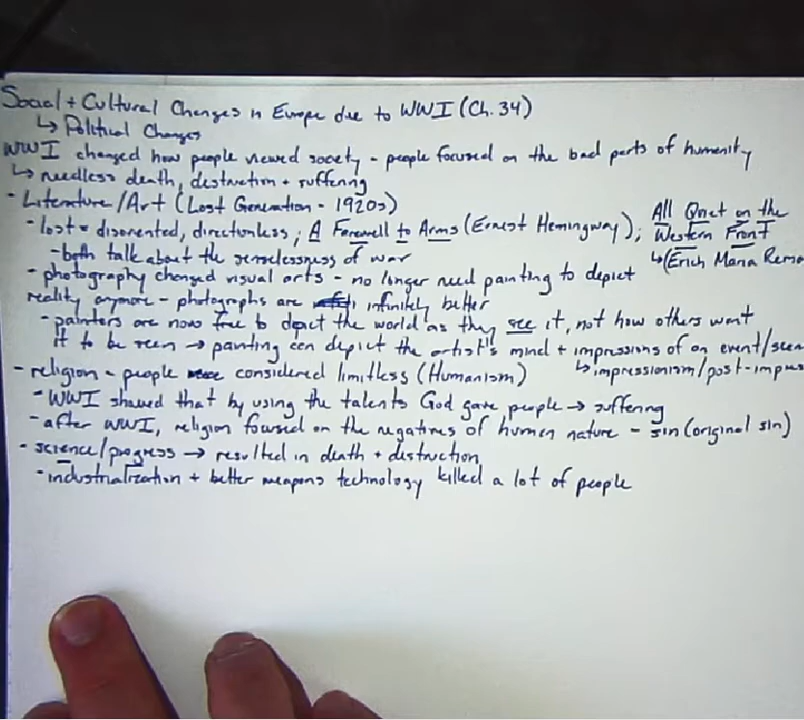 Social + Cultural Changes in Europe due to WWI (Ch. 34)
↳ Political Changes
WWI changed how people viewed society - people focused on the bad parts of humanity
↳ needless death, destruction + suffering
- Literature/Art (Lost Generation - 1920s)
- lost = disorented, directionless; A Farewell to Arms (Ernest Hemingway); All Quiet on the
Western Front
↳ (Erich Maria Rema
- both talk about the senselessness of war
- photography changed visual arts - no longer need painting to depict
reality anymore - photographs are infinitely better
- painters are now free to depict the world as they see it, not how others want
it to be seen → painting can depict the artist's mind + impressions of an event/scen
↳ impressionism/post-impres
- religion - people considered limitless (Humanism)
- WWI showed that by using the talents God gave people → suffering
- after WWI, religion focused on the negatives of human nature - sin (original sin)
- science/progress → resulted in death + destruction
- industrialization + better weapons technology killed a lot of people